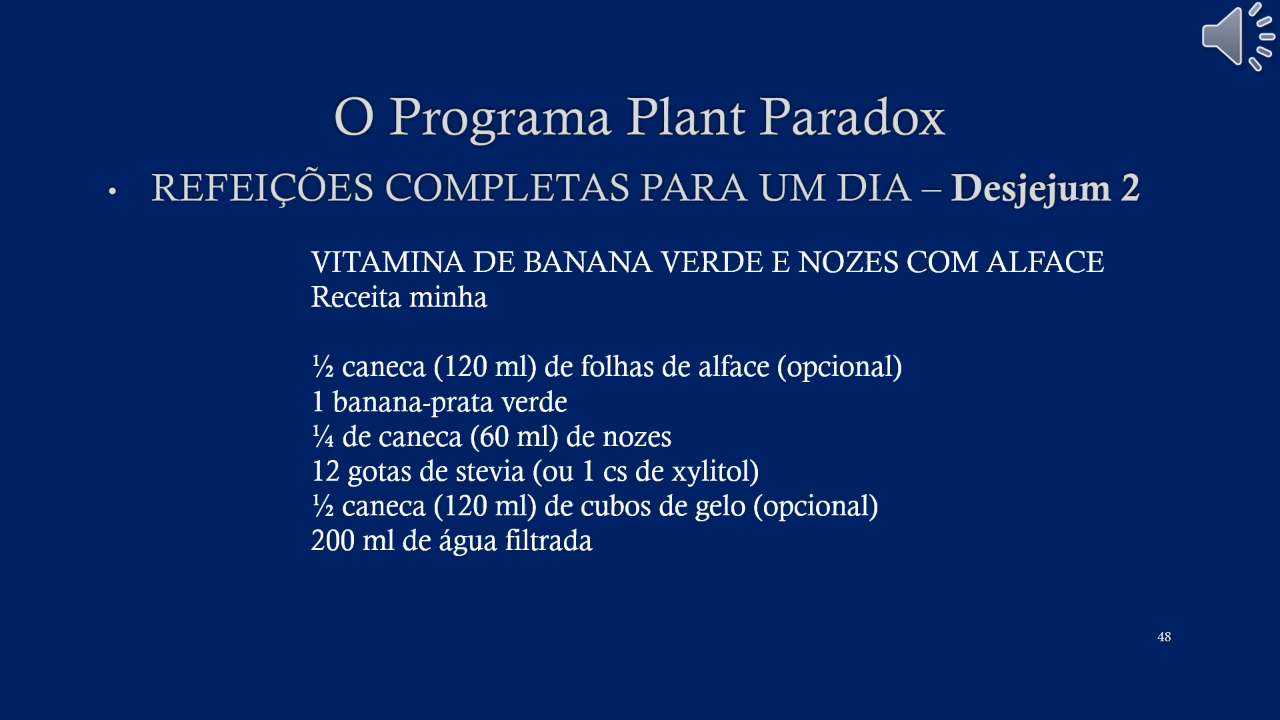 O Programa Plant Paradox
• REFEIÇÕES COMPLETAS PARA UM DIA – Desjejum 2
VITAMINA DE BANANA VERDE E NOZES COM ALFACE
Receita minha
½ caneca (120 ml) de folhas de alface (opcional)
1 banana-prata verde
¼ de caneca (60 ml) de nozes
12 gotas de stevia (ou 1 cs de xylitol)
½ caneca (120 ml) de cubos de gelo (opcional)
200 ml de água filtrada
48